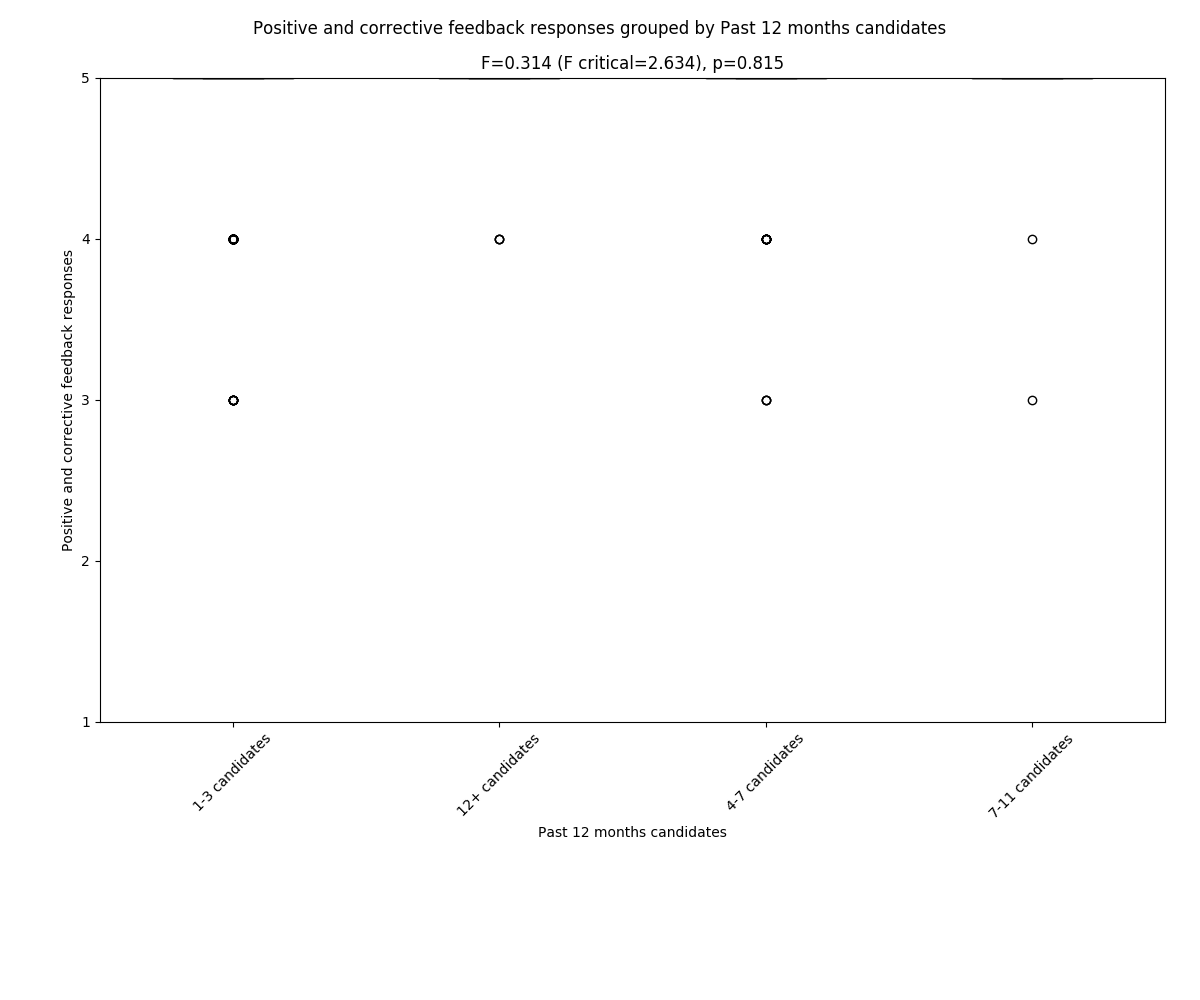 Positive and corrective feedback responses grouped by Past 12 months candidates
F=0.314 (F critical=2.634), p=0.815
Positive and corrective feedback responses
5
4
3
2
1
1-3 candidates
12+ candidates
4-7 candidates
7-11 candidates
Past 12 months candidates